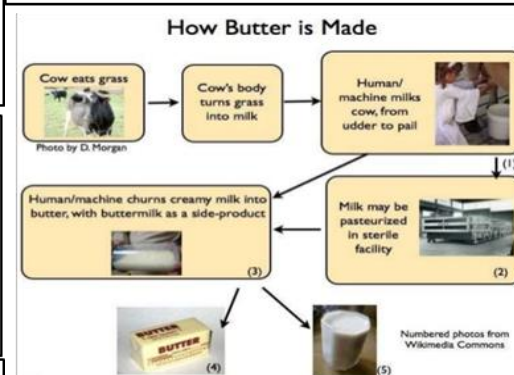 How Butter is Made
Cow eats grass
Photo by D. Morgan
Cow's body
turns grass
into milk
Human/
machine milks
cow, from
udder to pail
(1)
Milk may be
pasteurized
in sterile
facility
(2)
Human/machine churns creamy milk into
butter, with buttermilk as a side-product
(3)
BUTTER
BUTTER
(4)
(5)
Numbered photos from
Wikimedia Commons